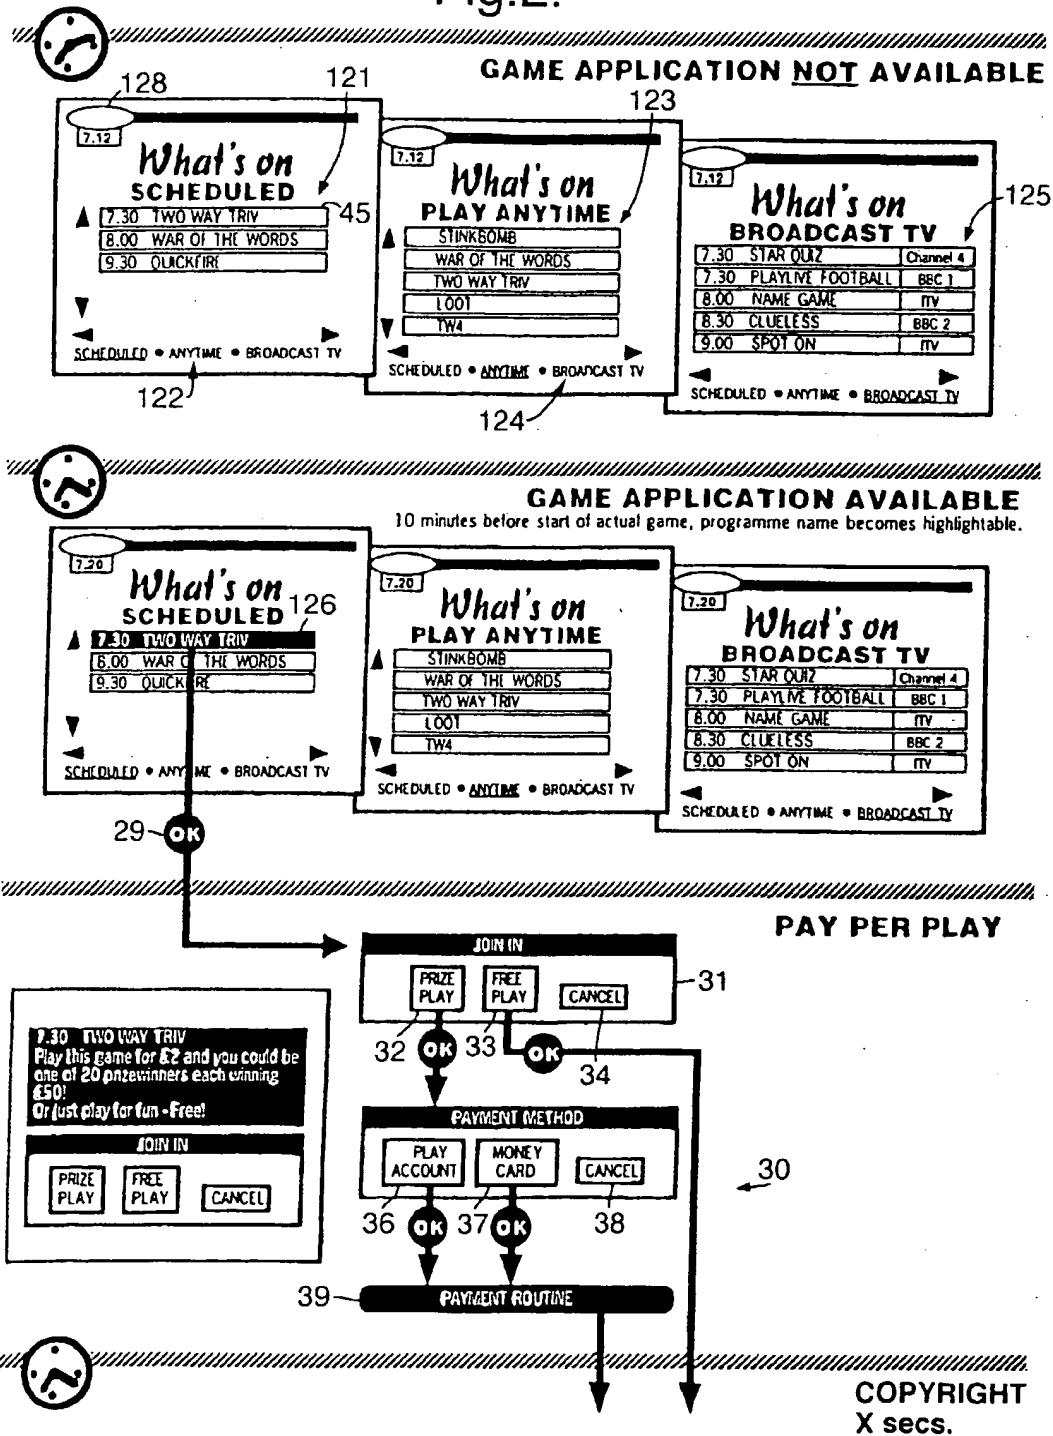 Fig.2.
GAME APPLICATION NOT AVAILABLE
128
121
123
125
7.12
What's on
SCHEDULED
45
7.30 TWO WAY TRIV
8.00 WAR OF THE WORDS
9.30 QUICKFIRE
SCHEDULED • ANYTIME • BROADCAST TV
122
7.12
What's on
PLAY ANYTIME
STINKBOMB
WAR OF THE WORDS
TWO WAY TRIV
LOOT
TW4
SCHEDULED • ANYTIME • BROADCAST TV
124
7.12
What's on
BROADCAST TV
7.30 STAR QUIZ Channel 4
7.30 PLAYLIVE FOOTBALL BBC 1
8.00 NAME GAME ITV
8.30 CLUELESS BBC 2
9.00 SPOT ON ITV
SCHEDULED • ANYTIME • BROADCAST TV
GAME APPLICATION AVAILABLE
10 minutes before start of actual game, programme name becomes highlightable.
7.20
What's on
SCHEDULED
126
7.30 TWO WAY TRIV
8.00 WAR OF THE WORDS
9.30 QUICKFIRE
SCHEDULED • ANYTIME • BROADCAST TV
7.20
What's on
PLAY ANYTIME
STINKBOMB
WAR OF THE WORDS
TWO WAY TRIV
LOOT
TW4
SCHEDULED • ANYTIME • BROADCAST TV
7.20
What's on
BROADCAST TV
7.30 STAR QUIZ Channel 4
7.30 PLAYLIVE FOOTBALL BBC 1
8.00 NAME GAME ITV
8.30 CLUELESS BBC 2
9.00 SPOT ON ITV
SCHEDULED • ANYTIME • BROADCAST TV
29
OK
PAY PER PLAY
JOIN IN
PRIZE PLAY
FREE PLAY
CANCEL
31
32
OK
33
OK
34
7.30 TWO WAY TRIV
Play this game for £2 and you could be
one of 20 prizewinners each winning
£50!
Or just play for fun - Free!
JOIN IN
PRIZE PLAY
FREE PLAY
CANCEL
PAYMENT METHOD
PLAY ACCOUNT
MONEY CARD
CANCEL
30
36
OK
37
OK
38
39
PAYMENT ROUTINE
COPYRIGHT
X secs.